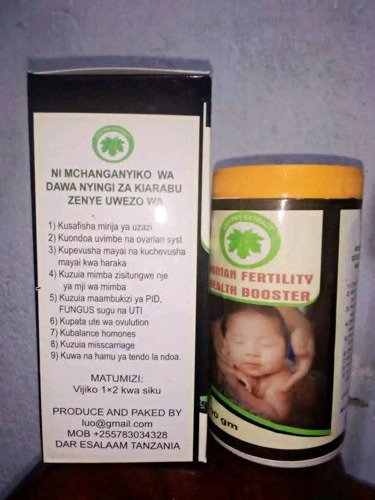 NI MCHANGANYIKO WA
DAWA NYINGI ZA KIARABU
ZENYE UWEZO WA
1) Kusafisha mirija ya uzazi
2) Kuondoa uvimbe na ovarian syst
3) Kupevusha mayai na kuchevusha
mayai kwa haraka
4) Kuzuia mimba zisitungwe nje
ya mji wa mimba
5) Kuzuia maambukizi ya PID,
FUNGUS sugu na UTI
6) Kupata ute wa ovulution
7) Kubalance homones
8) Kuzuia misscarriage
9) Kuwa na hamu ya tendo la ndoa.
MATUMIZI:
Vijiko 1×2 kwa siku
PRODUCE AND PAKED BY
luo@gmail.com
MOB +255783034328
DAR ESALAAM TANZANIA
EXTRACT
WOMAN FERTILITY
HEALTH BOOSTER
gm